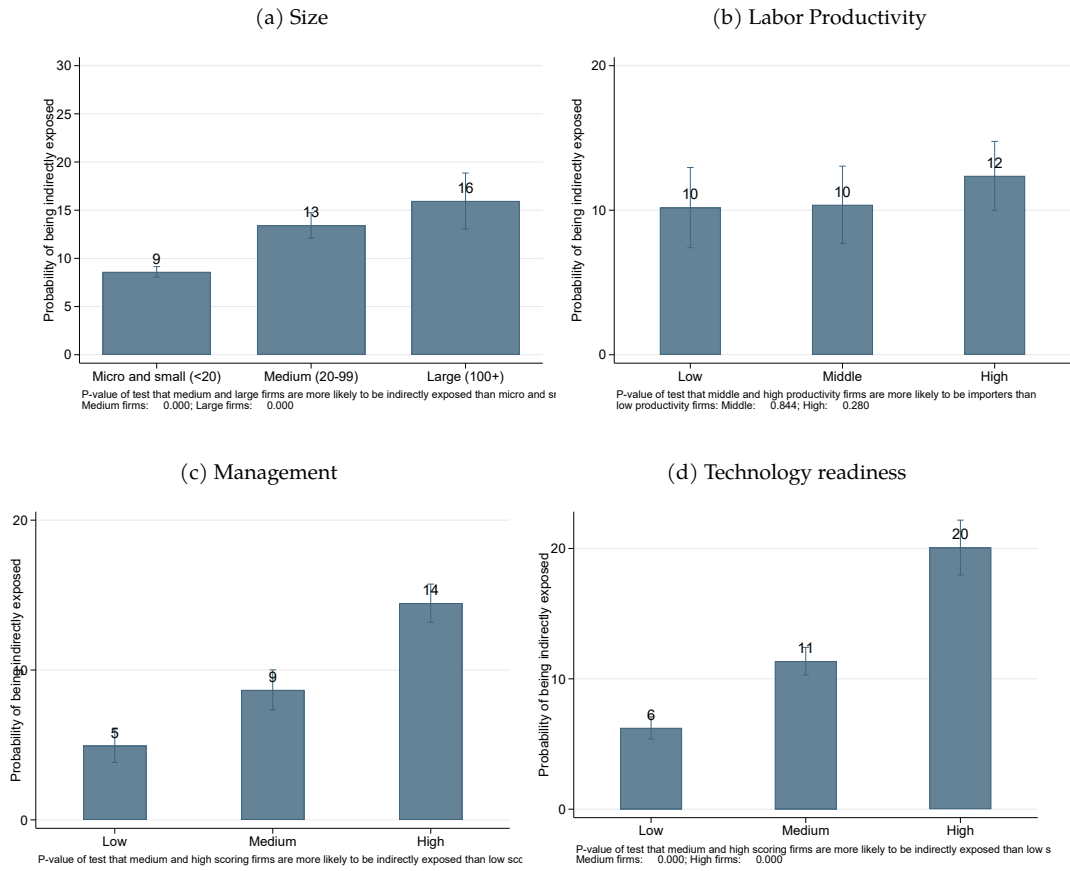 (a) Size
Probability of being indirectly exposed
30
25
20
15
10
5
0
9
13
16
Micro and small (<20)
Medium (20-99)
Large (100+)
P-value of test that medium and large firms are more likely to be indirectly exposed than micro and
Medium firms: 0.000; Large firms: 0.000
(b) Labor Productivity
Probability of being indirectly exposed
20
10
0
10
10
12
Low
Middle
High
P-value of test that middle and high productivity firms are more likely to be importers than
low productivity firms: Middle: 0.844; High: 0.280
(c) Management
Probability of being indirectly exposed
20
10
0
5
9
14
Low
Medium
High
P-value of test that medium and high scoring firms are more likely to be indirectly exposed than low
(d) Technology readiness
Probability of being indirectly exposed
20
10
0
6
11
20
Low
Medium
High
P-value of test that medium and high scoring firms are more likely to be indirectly exposed than low s
Medium firms: 0.000; High firms: 0.000